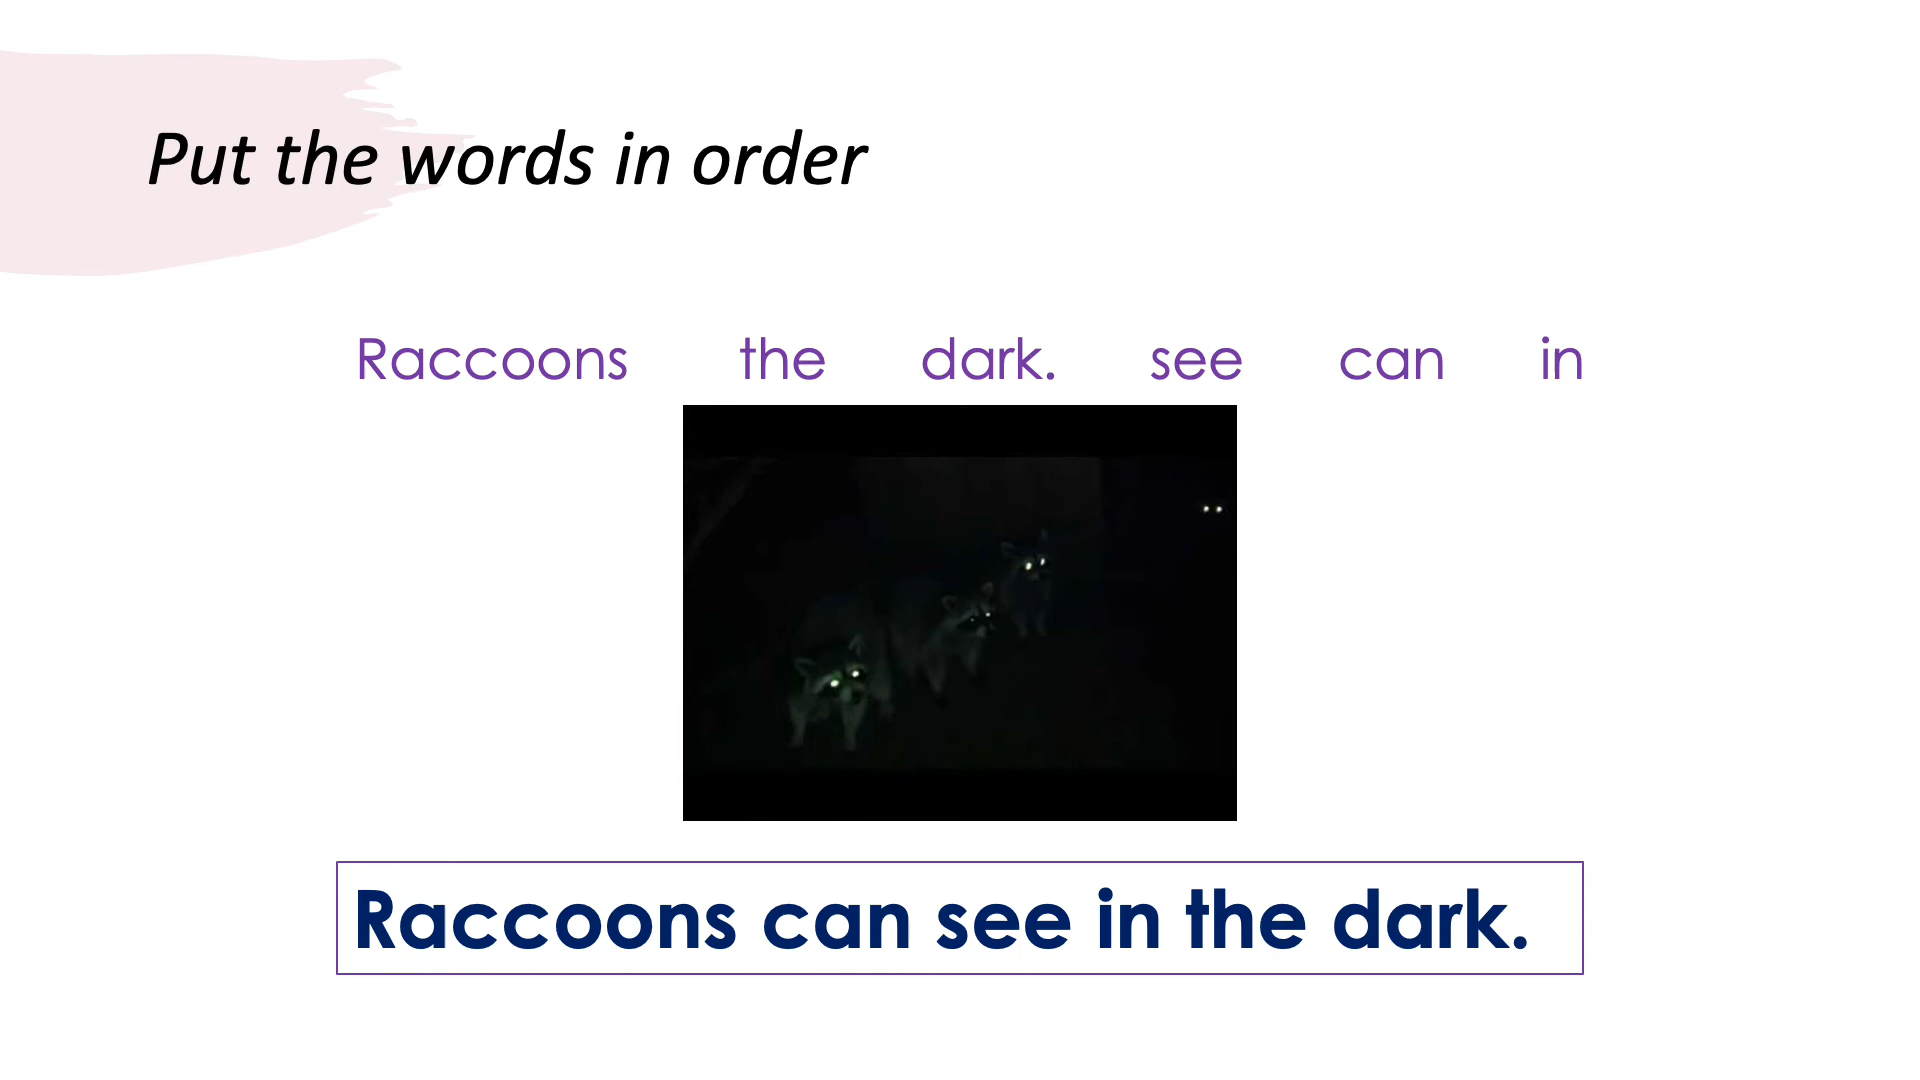 Put the words in order
Raccoons the dark. see can in
Raccoons can see in the dark.